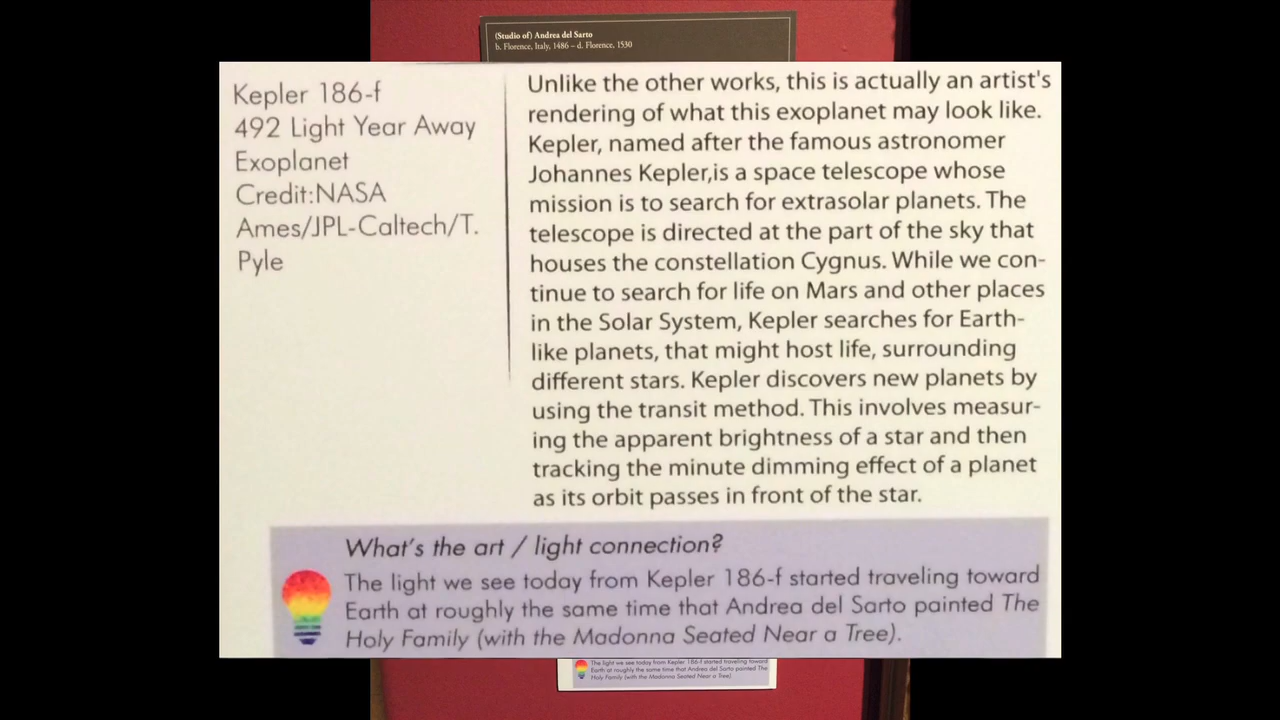 (Studio of) Andrea del Sarto
b. Florence, Italy, 1486 – d. Florence, 1530
Kepler 186-f
492 Light Year Away
Exoplanet
Credit:NASA
Ames/JPL-Caltech/T.
Pyle
Unlike the other works, this is actually an artist's
rendering of what this exoplanet may look like.
Kepler, named after the famous astronomer
Johannes Kepler,is a space telescope whose
mission is to search for extrasolar planets. The
telescope is directed at the part of the sky that
houses the constellation Cygnus. While we con-
tinue to search for life on Mars and other places
in the Solar System, Kepler searches for Earth-
like planets, that might host life, surrounding
different stars. Kepler discovers new planets by
using the transit method. This involves measur-
ing the apparent brightness of a star and then
tracking the minute dimming effect of a planet
as its orbit passes in front of the star.
What's the art / light connection?
The light we see today from Kepler 186-f started traveling toward
Earth at roughly the same time that Andrea del Sarto painted The
Holy Family (with the Madonna Seated Near a Tree).
The light we see today from Kepler 186-f started traveling toward
Earth at roughly the same time that Andrea del Sarto painted The
Holy Family (with the Madonna Seated Near a Tree).